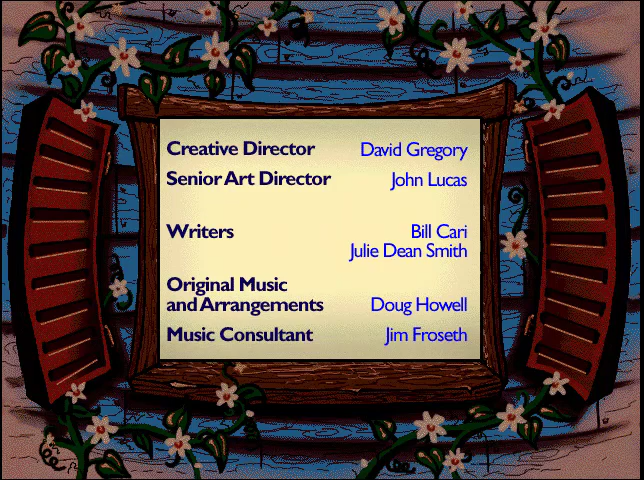 Creative Director David Gregory
Senior Art Director John Lucas
Writers Bill Cari
Julie Dean Smith
Original Music
and Arrangements Doug Howell
Music Consultant Jim Froseth